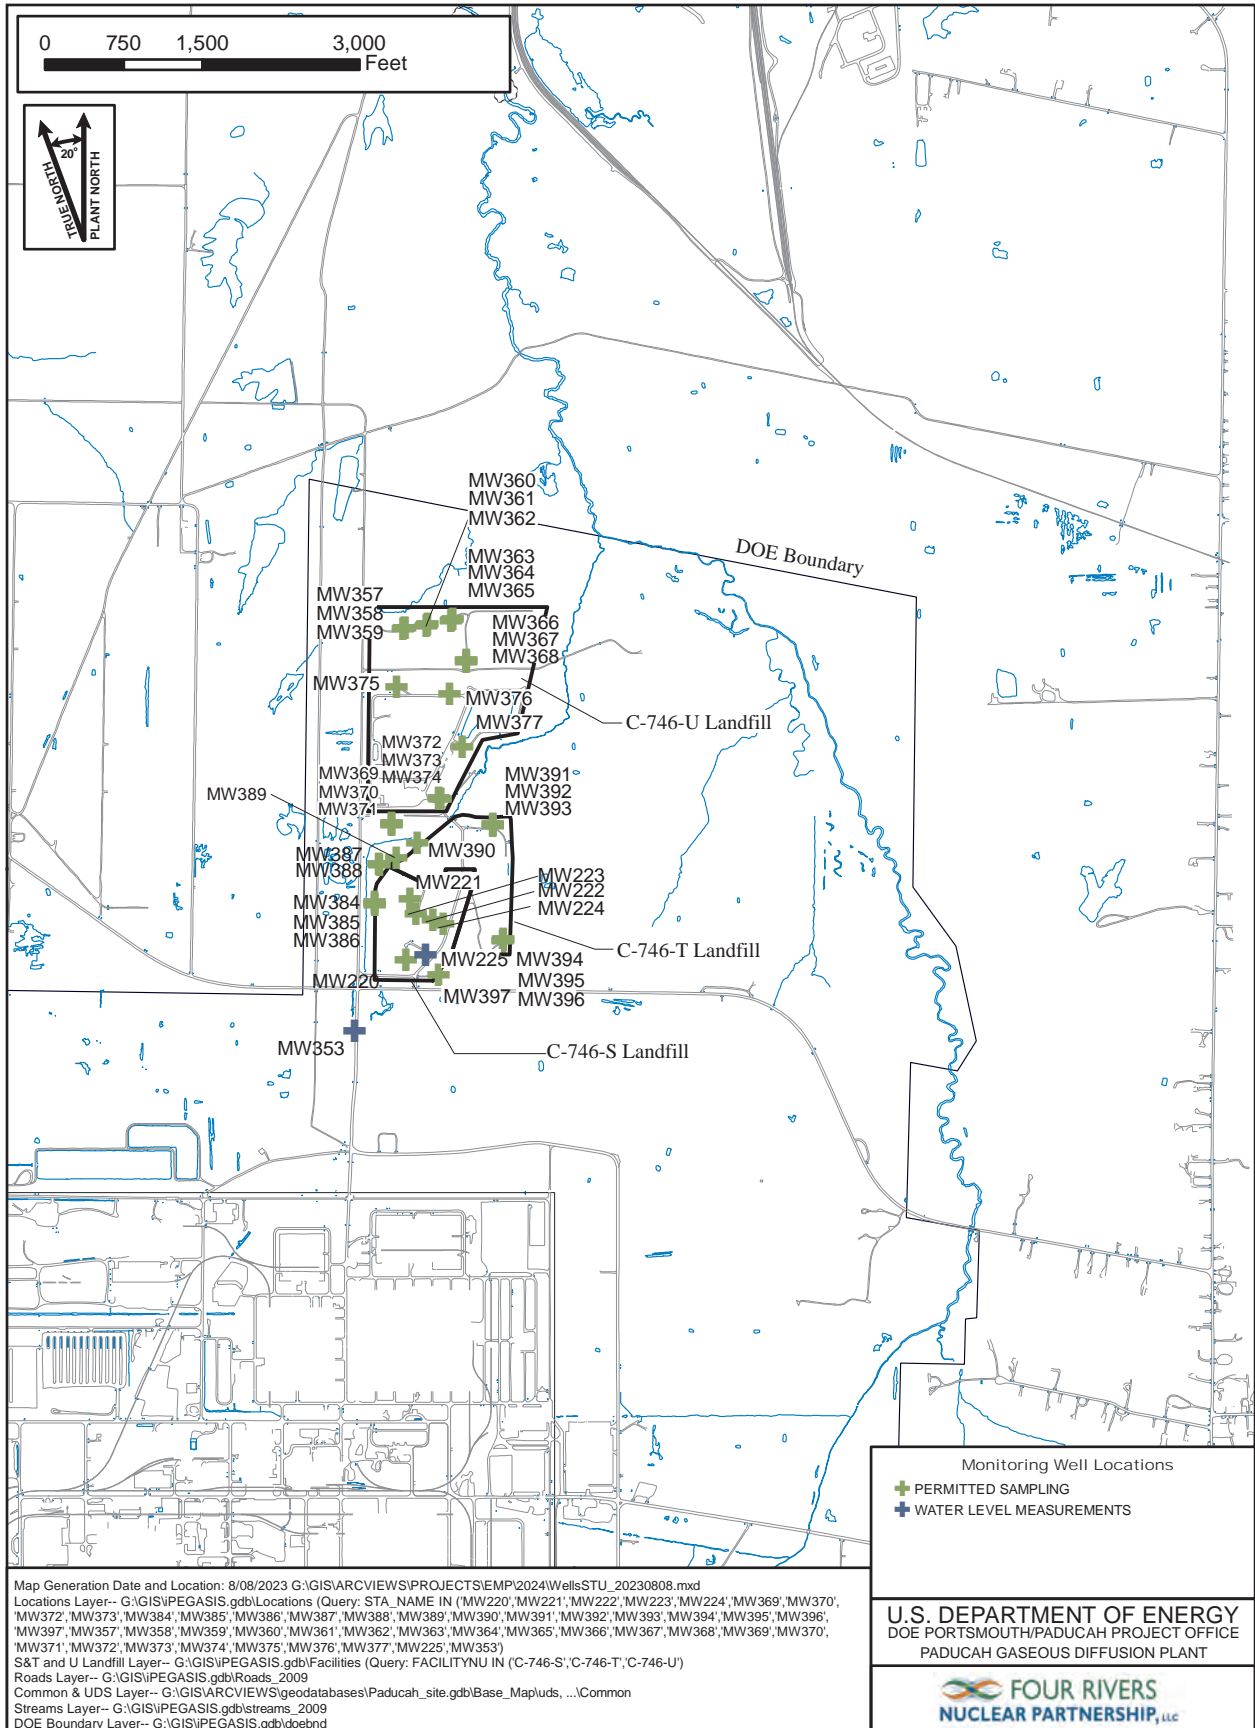 0 750 1,500 3,000
Feet
20°
TRUE NORTH
PLANT NORTH
MW360
MW361
MW362
DOE Boundary
MW363
MW364
MW365
MW357
MW358
MW359
MW366
MW367
MW368
MW375
MW376
C-746-U Landfill
MW377
MW372
MW373
MW374
MW369
MW370
MW371
MW391
MW392
MW393
MW389
MW390
MW387
MW388
MW221
MW223
MW222
MW224
MW384
MW385
MW386
C-746-T Landfill
MW225
MW394
MW395
MW396
MW220
MW397
MW353
C-746-S Landfill
Monitoring Well Locations
PERMITTED SAMPLING
WATER LEVEL MEASUREMENTS
Map Generation Date and Location: 8/08/2023 G:\GIS\ARCVIEWS\PROJECTS\EMP\2024\WellsSTU_20230808.mxd
Locations Layer-- G:\GIS\iPEGASIS.gdb\Locations (Query: STA_NAME IN ('MW220','MW221','MW222','MW223','MW224','MW369','MW370',
'MW372','MW373','MW384','MW385','MW386','MW387','MW388','MW389','MW390','MW391','MW392','MW393','MW394','MW395','MW396',
'MW397','MW357','MW358','MW359','MW360','MW361','MW362','MW363','MW364','MW365','MW366','MW367','MW368','MW369','MW370',
'MW371','MW372','MW373','MW374','MW375','MW376','MW377','MW225','MW353')
S&T and U Landfill Layer-- G:\GIS\iPEGASIS.gdb\Facilities (Query: FACILITYNU IN ('C-746-S','C-746-T','C-746-U')
Roads Layer-- G:\GIS\iPEGASIS.gdb\Roads_2009
Common & UDS Layer-- G:\GIS\ARCVIEWS\geodatabases\Paducah_site.gdb\Base_Map\uds, ...\Common
Streams Layer-- G:\GIS\iPEGASIS.gdb\streams_2009
DOE Boundary Layer-- G:\GIS\iPEGASIS.gdb\doebnd
U.S. DEPARTMENT OF ENERGY
DOE PORTSMOUTH/PADUCAH PROJECT OFFICE
PADUCAH GASEOUS DIFFUSION PLANT
FOUR RIVERS
NUCLEAR PARTNERSHIP, LLC